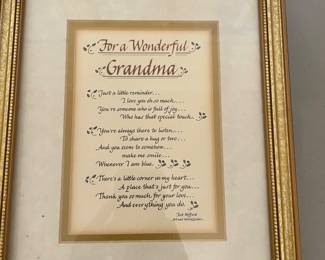 For a Wonderful
Grandma
Just a little reminder...
I love you oh so much....
You're someone who is full of joy...
Who has that special touch.
You're always there to listen...
To share a hug or two...
And you seem to somehow...
make me smile...
Whenever I am blue.
There's a little corner in my heart...
A place that's just for you...
Thank you so much, for your love...
And everything you do.